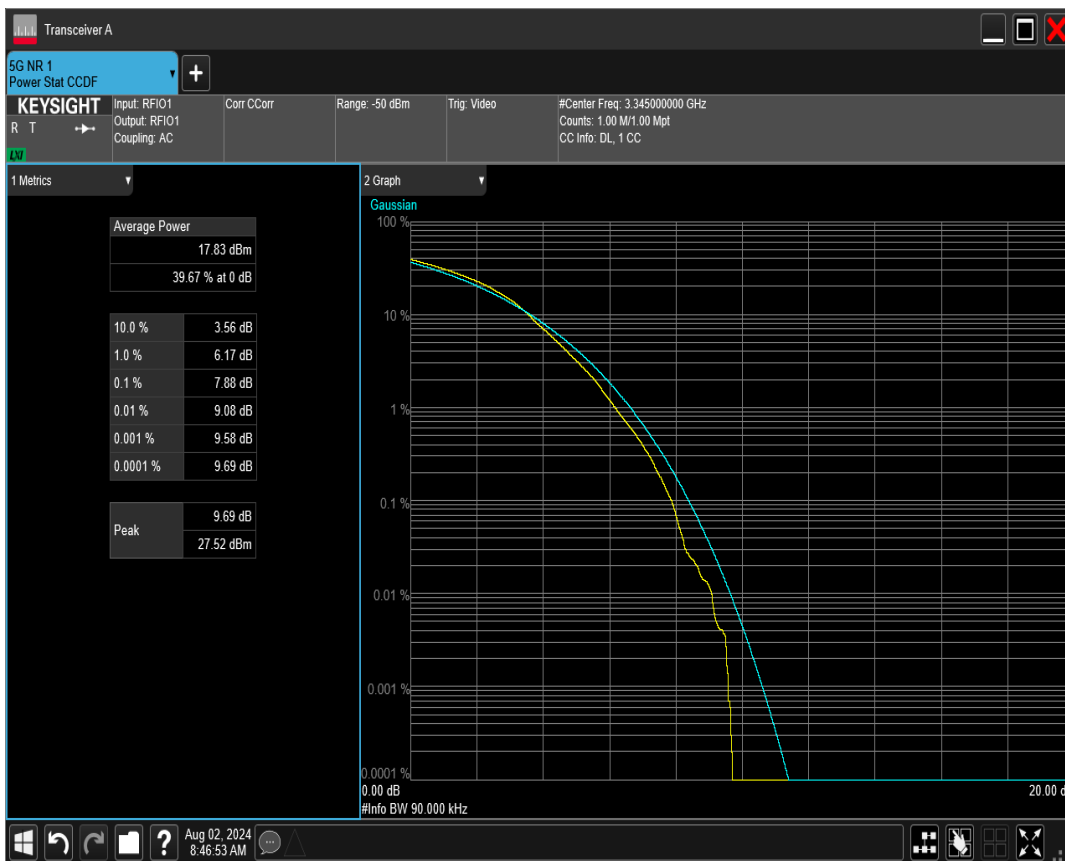 Transceiver A
5G NR 1
Power Stat CCDF
KEYSIGHT
R T
LXI
Input: RFIO1
Output: RFIO1
Coupling: AC
Corr CCorr
Range: -50 dBm
Trig: Video
#Center Freq: 3.345000000 GHz
Counts: 1.00 M/1.00 Mpt
CC Info: DL, 1 CC
1 Metrics
Average Power
17.83 dBm
39.67 % at 0 dB
10.0 % 3.56 dB
1.0 % 6.17 dB
0.1 % 7.88 dB
0.01 % 9.08 dB
0.001 % 9.58 dB
0.0001 % 9.69 dB
Peak
9.69 dB
27.52 dBm
2 Graph
Gaussian
100 %
10 %
1 %
0.1 %
0.01 %
0.001 %
0.0001 %
0.00 dB
20.00 d
#Info BW 90.000 kHz
?
Aug 02, 2024
8:46:53 AM